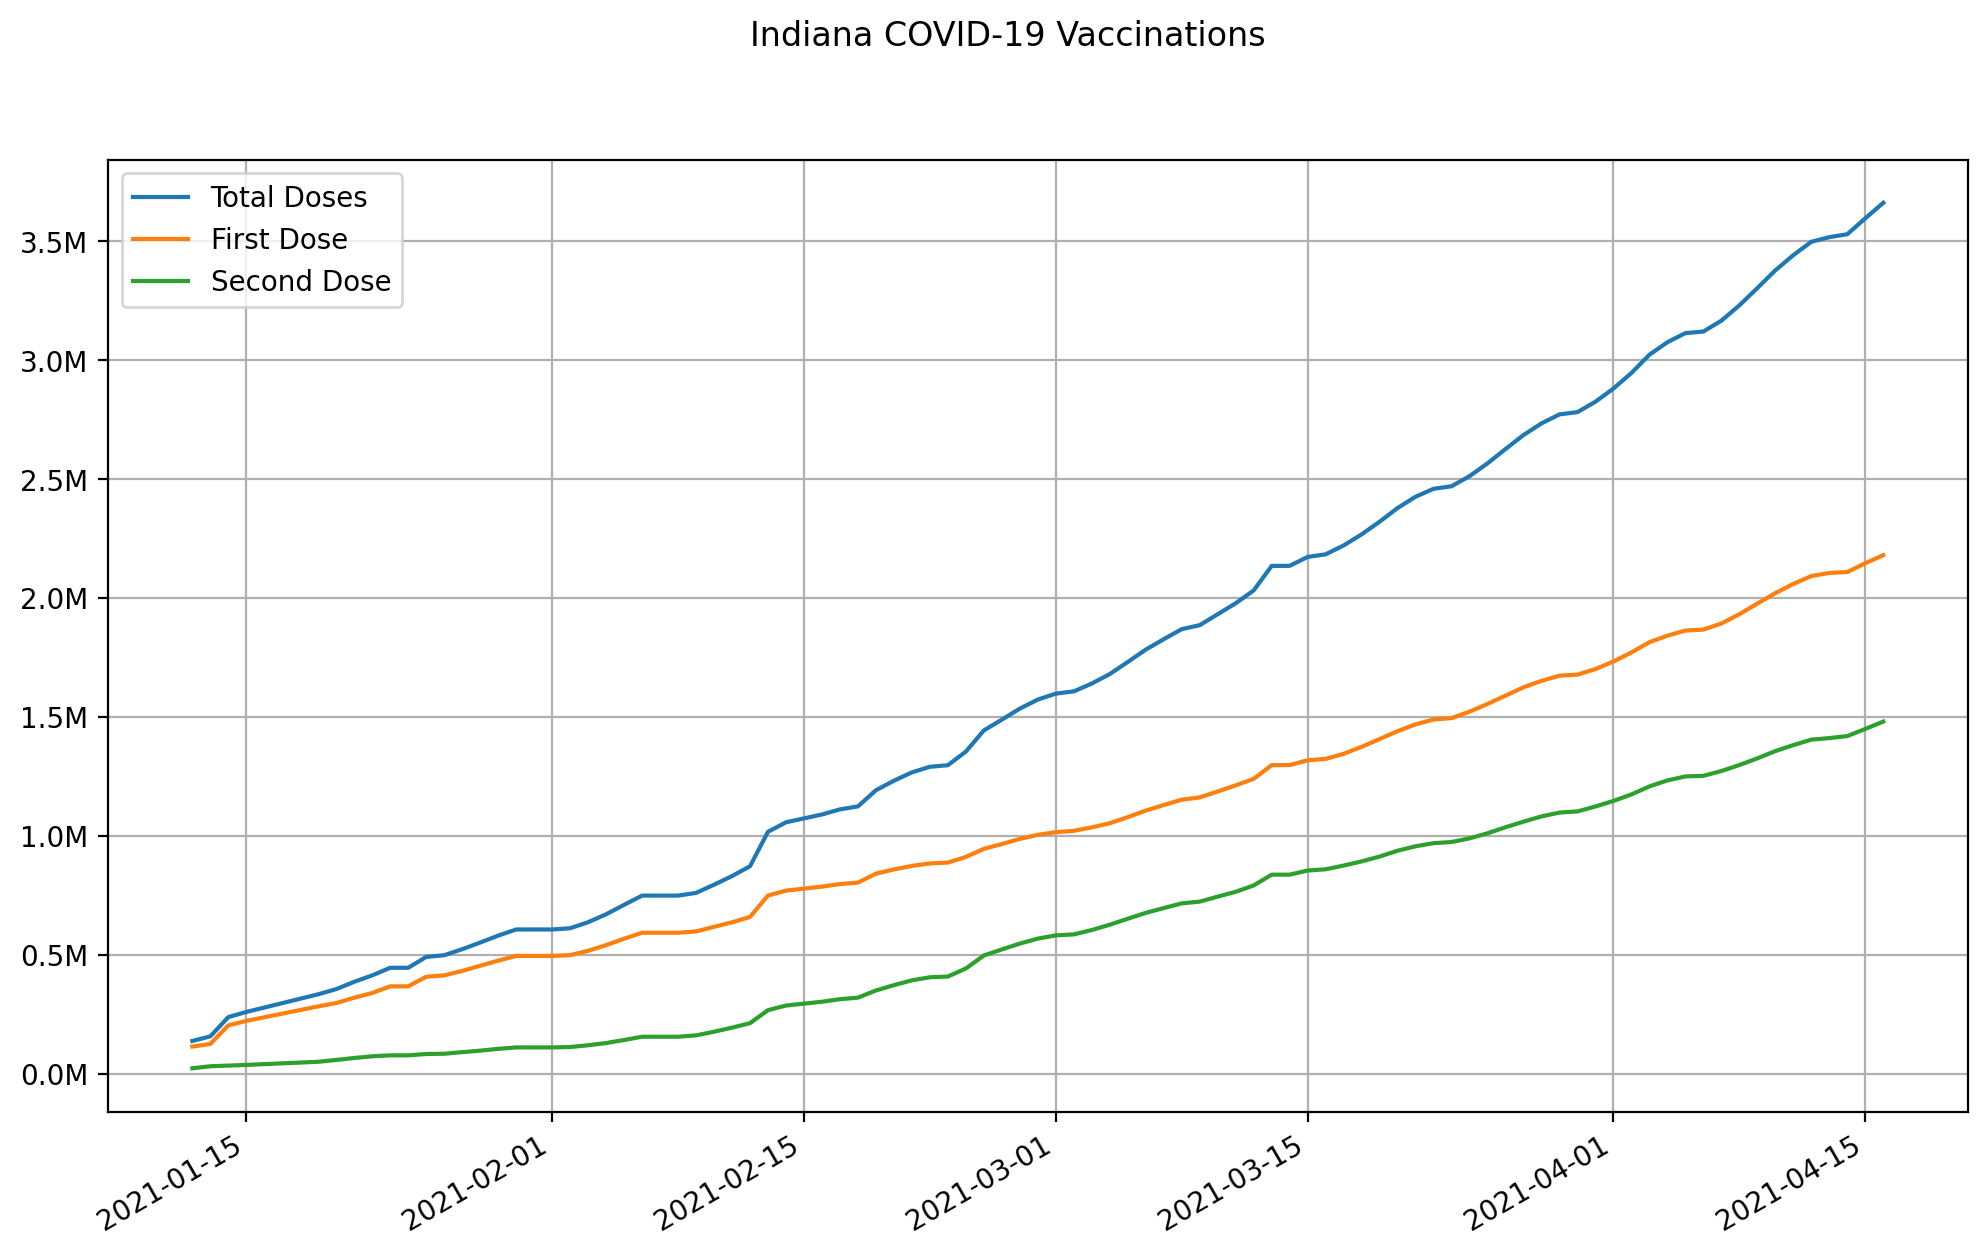 Indiana COVID-19 Vaccinations
Total Doses
First Dose
Second Dose
3.5M
3.0M
2.5M
2.0M
1.5M
1.0M
0.5M
0.0M
2021-01-15
2021-02-01
2021-02-15
2021-03-01
2021-03-15
2021-04-01
2021-04-15